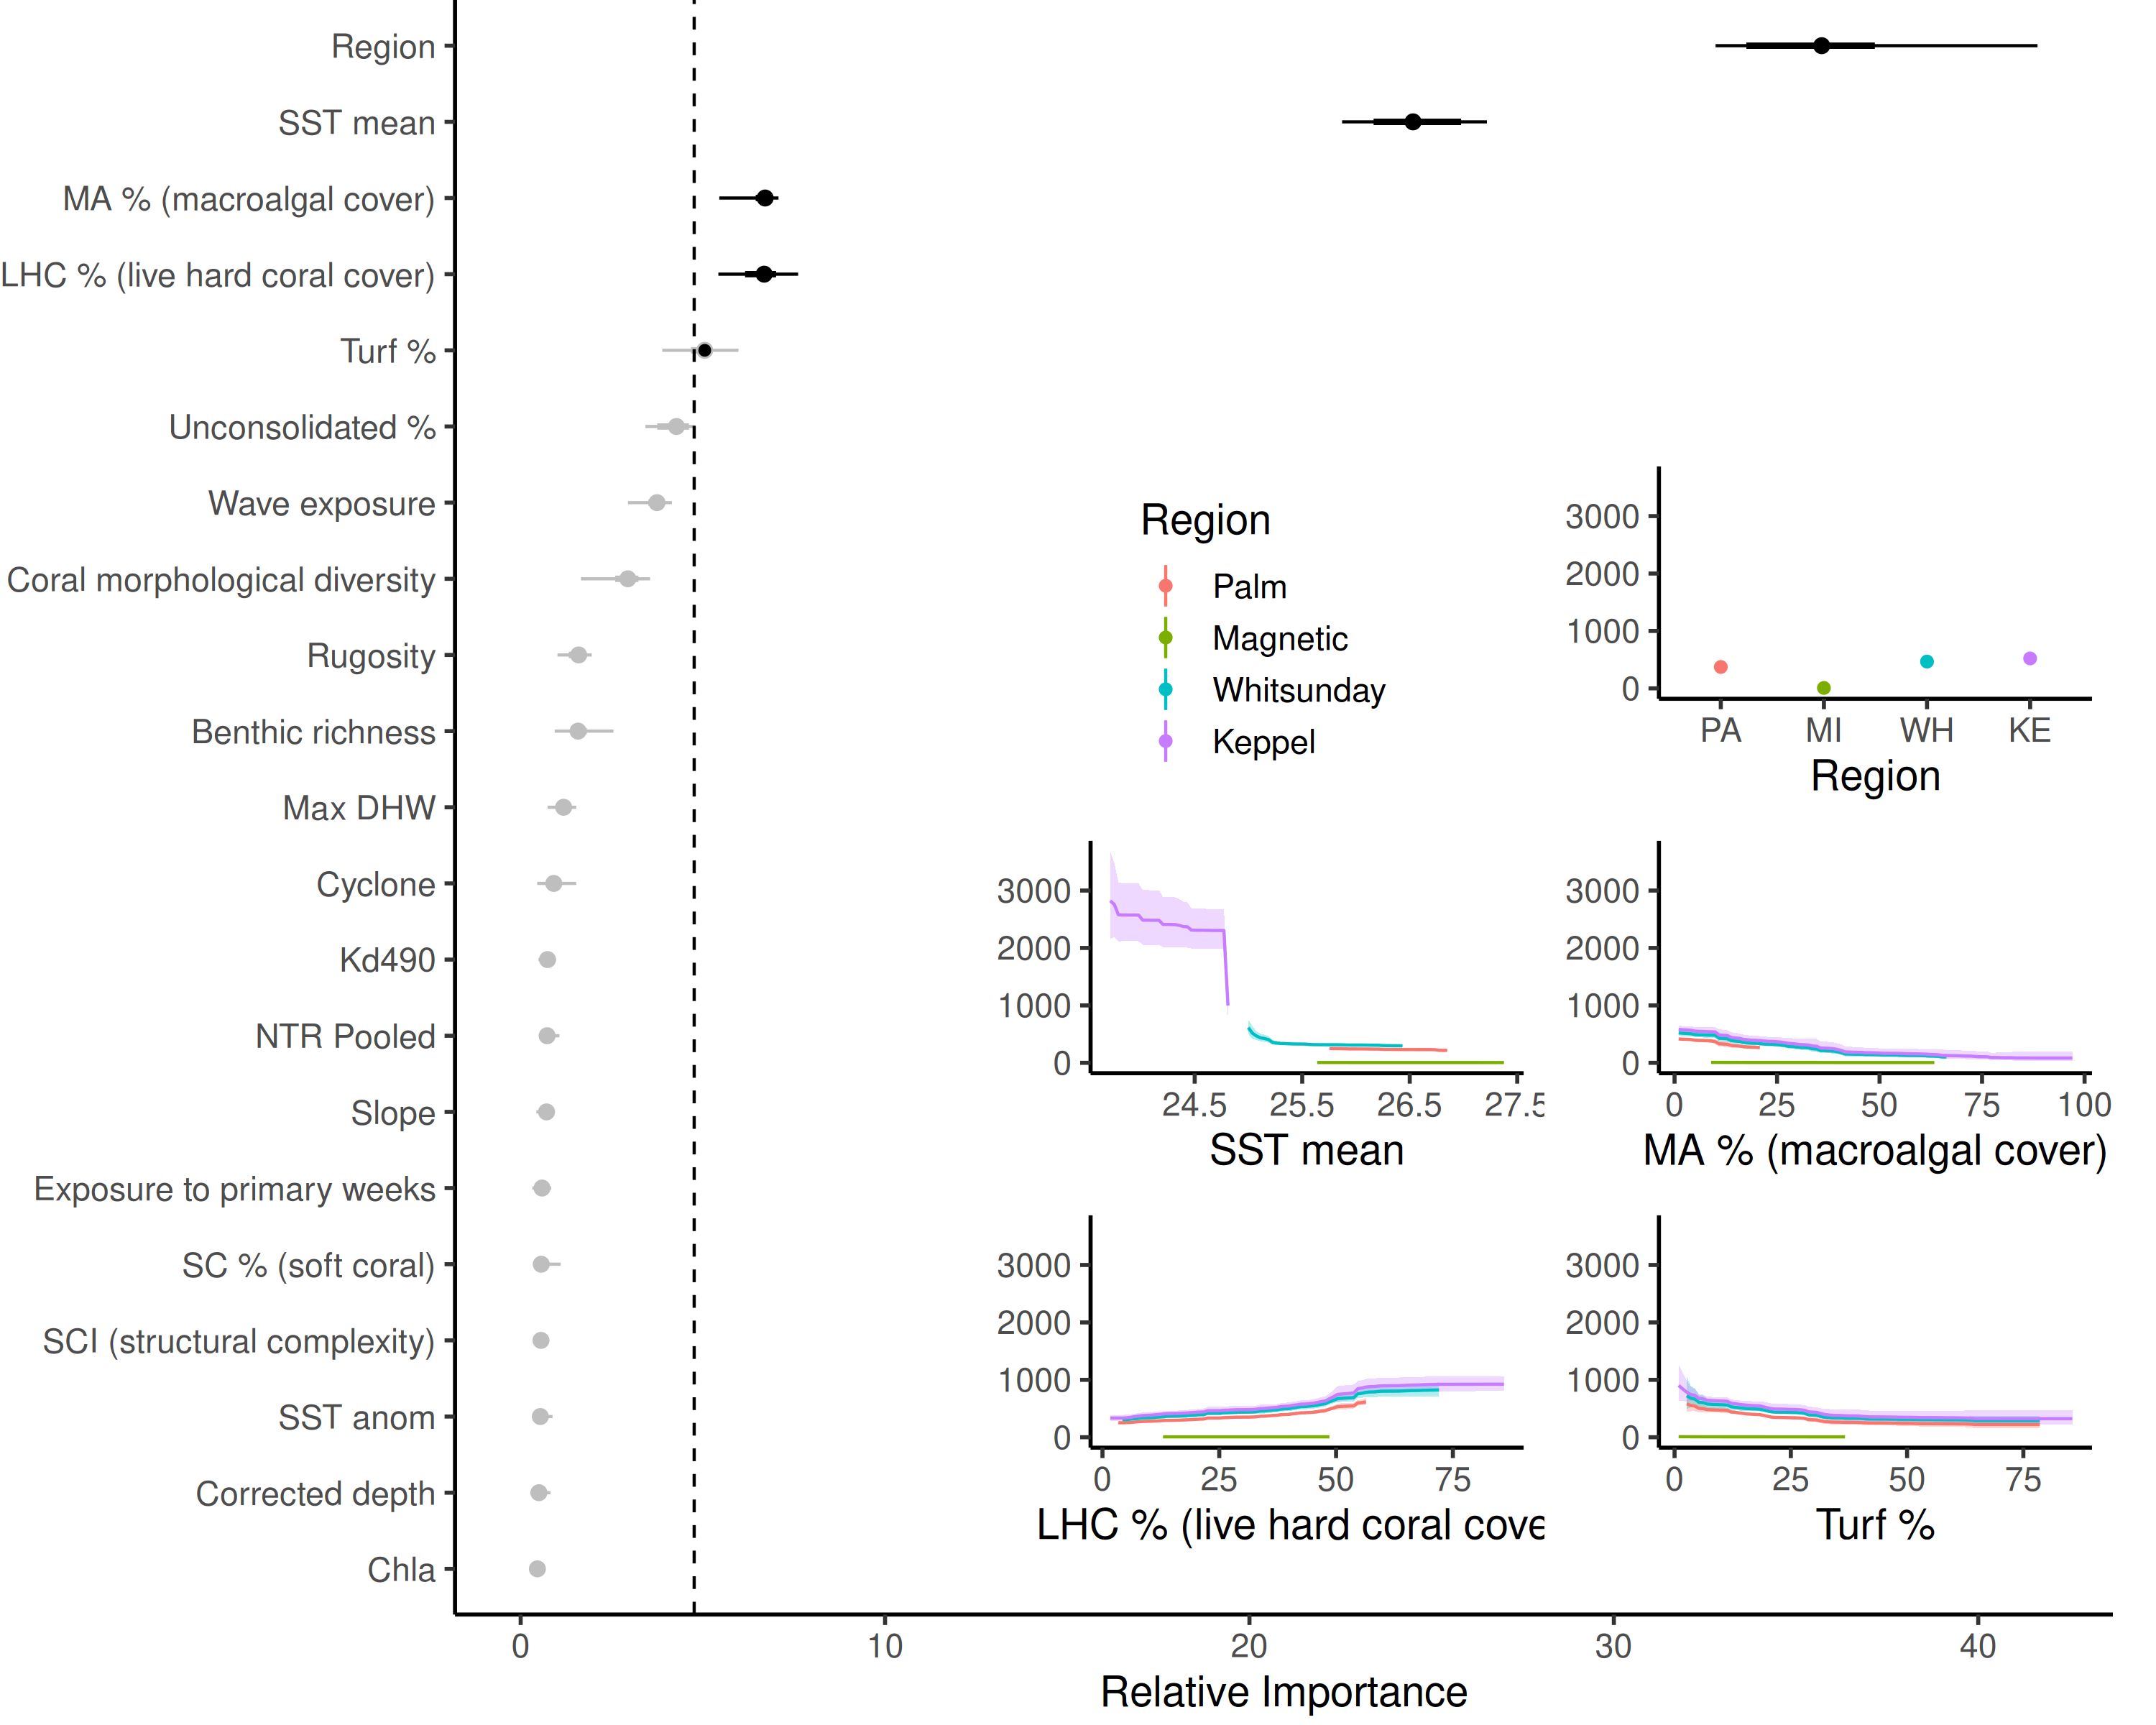 Region
SST mean
MA % (macroalgal cover)
LHC % (live hard coral cover)
Turf %
Unconsolidated %
Wave exposure
Coral morphological diversity
Rugosity
Benthic richness
Max DHW
Cyclone
Kd490
NTR Pooled
Slope
Exposure to primary weeks
SC % (soft coral)
SCI (structural complexity)
SST anom
Corrected depth
Chla
0 10 20 30 40
Relative Importance
Region
Palm
Magnetic
Whitsunday
Keppel
3000
2000
1000
0
PA MI WH KE
Region
3000
2000
1000
0
24.5 25.5 26.5 27.5
SST mean
3000
2000
1000
0
0 25 50 75 100
MA % (macroalgal cover)
3000
2000
1000
0
0 25 50 75
LHC % (live hard coral cove
3000
2000
1000
0
0 25 50 75
Turf %